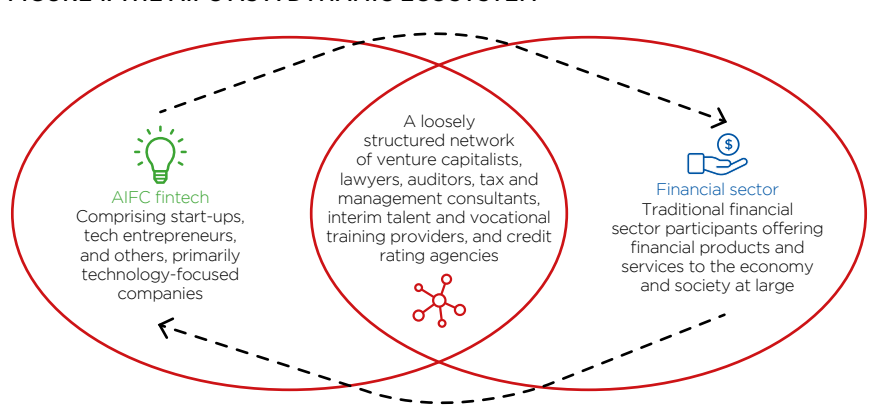 AIFC fintech
Comprising start-ups,
tech entrepreneurs,
and others, primarily
technology-focused
companies
A loosely
structured network
of venture capitalists,
lawyers, auditors, tax and
management consultants,
interim talent and vocational
training providers, and credit
rating agencies
$
Financial sector
Traditional financial
sector participants offering
financial products and
services to the economy
and society at large